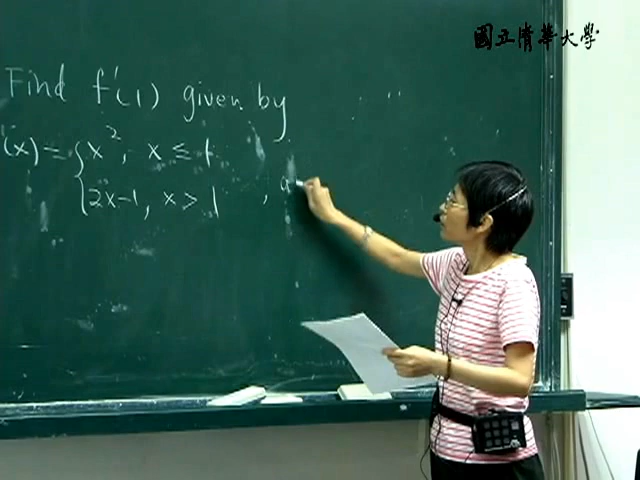 國立清華大學
Find f'(1) given by
(x) = { x², x ≤ 1
2x-1, x > 1 , a